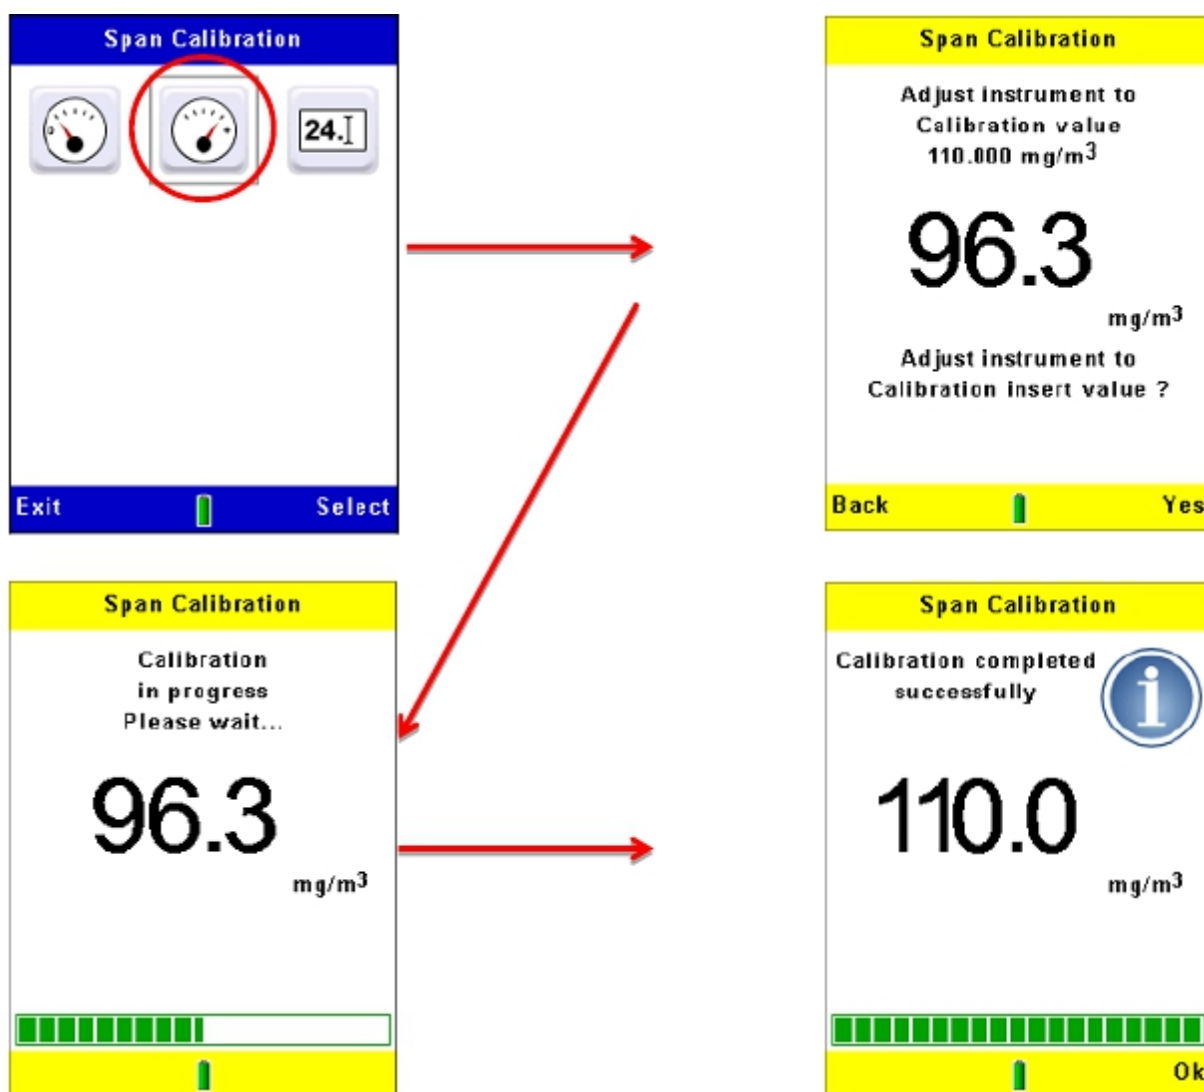 Span Calibration
0 +
24.
Exit Select
Span Calibration
Adjust instrument to
Calibration value
110.000 mg/m³
96.3
mg/m³
Adjust instrument to
Calibration insert value ?
Back Yes
Span Calibration
Calibration
in progress
Please wait...
96.3
mg/m³
Span Calibration
Calibration completed
successfully
i
110.0
mg/m³
Ok